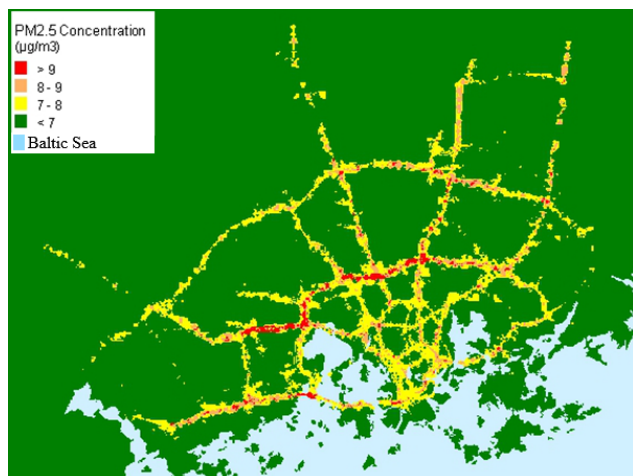 PM2.5 Concentration
(µg/m3)
> 9
8 - 9
7 - 8
< 7
Baltic Sea